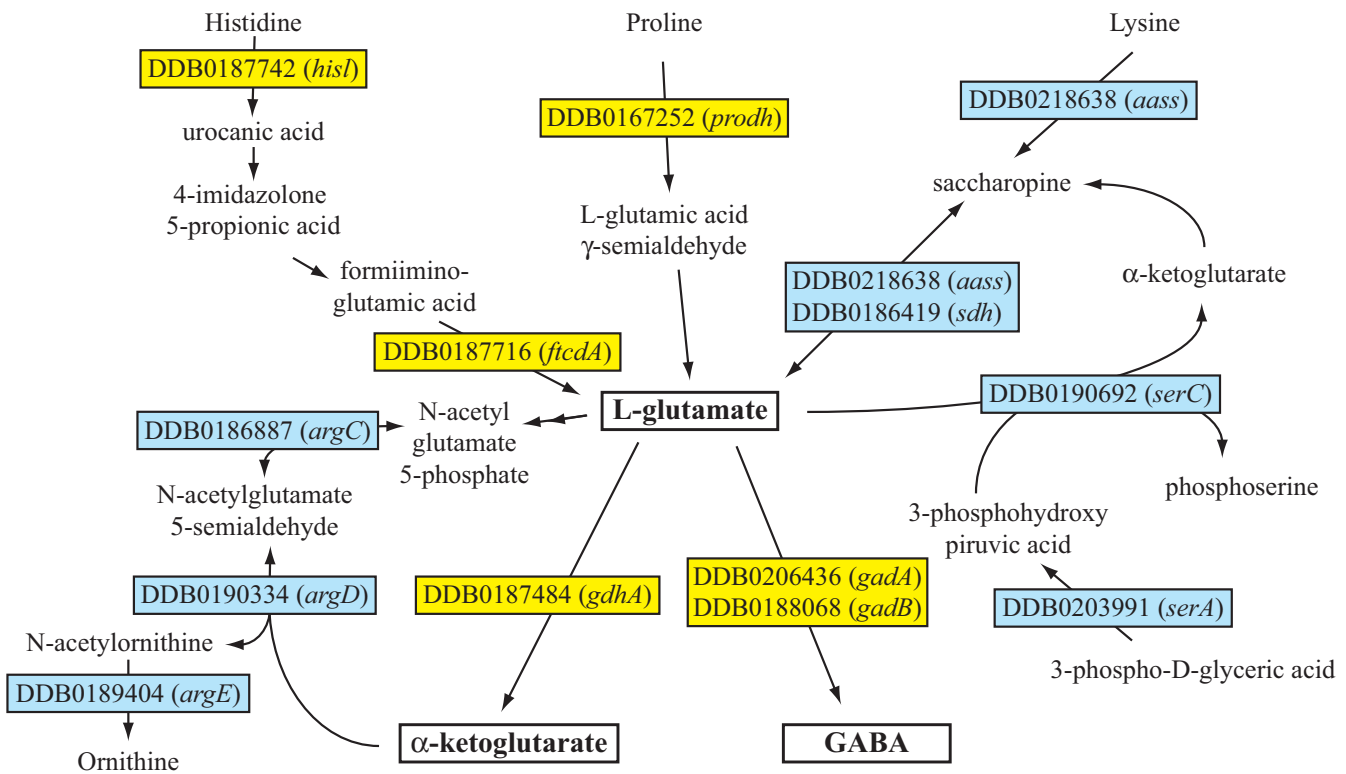 Histidine
Proline
Lysine
DDB0187742 (hisl)
DDB0218638 (aass)
DDB0167252 (prodh)
urocanic acid
saccharopine
4-imidazolone
5-propionic acid
L-glutamic acid
γ-semialdehyde
formiimino-
glutamic acid
DDB0218638 (aass)
DDB0186419 (sdh)
α-ketoglutarate
DDB0187716 (ftcdA)
L-glutamate
DDB0190692 (serC)
DDB0186887 (argC)
N-acetyl
glutamate
5-phosphate
phosphoserine
N-acetylglutamate
5-semialdehyde
3-phosphohydroxy
piruvic acid
DDB0190334 (argD)
DDB0187484 (gdhA)
DDB0206436 (gadA)
DDB0188068 (gadB)
DDB0203991 (serA)
N-acetylornithine
3-phospho-D-glyceric acid
DDB0189404 (argE)
α-ketoglutarate
GABA
Ornithine